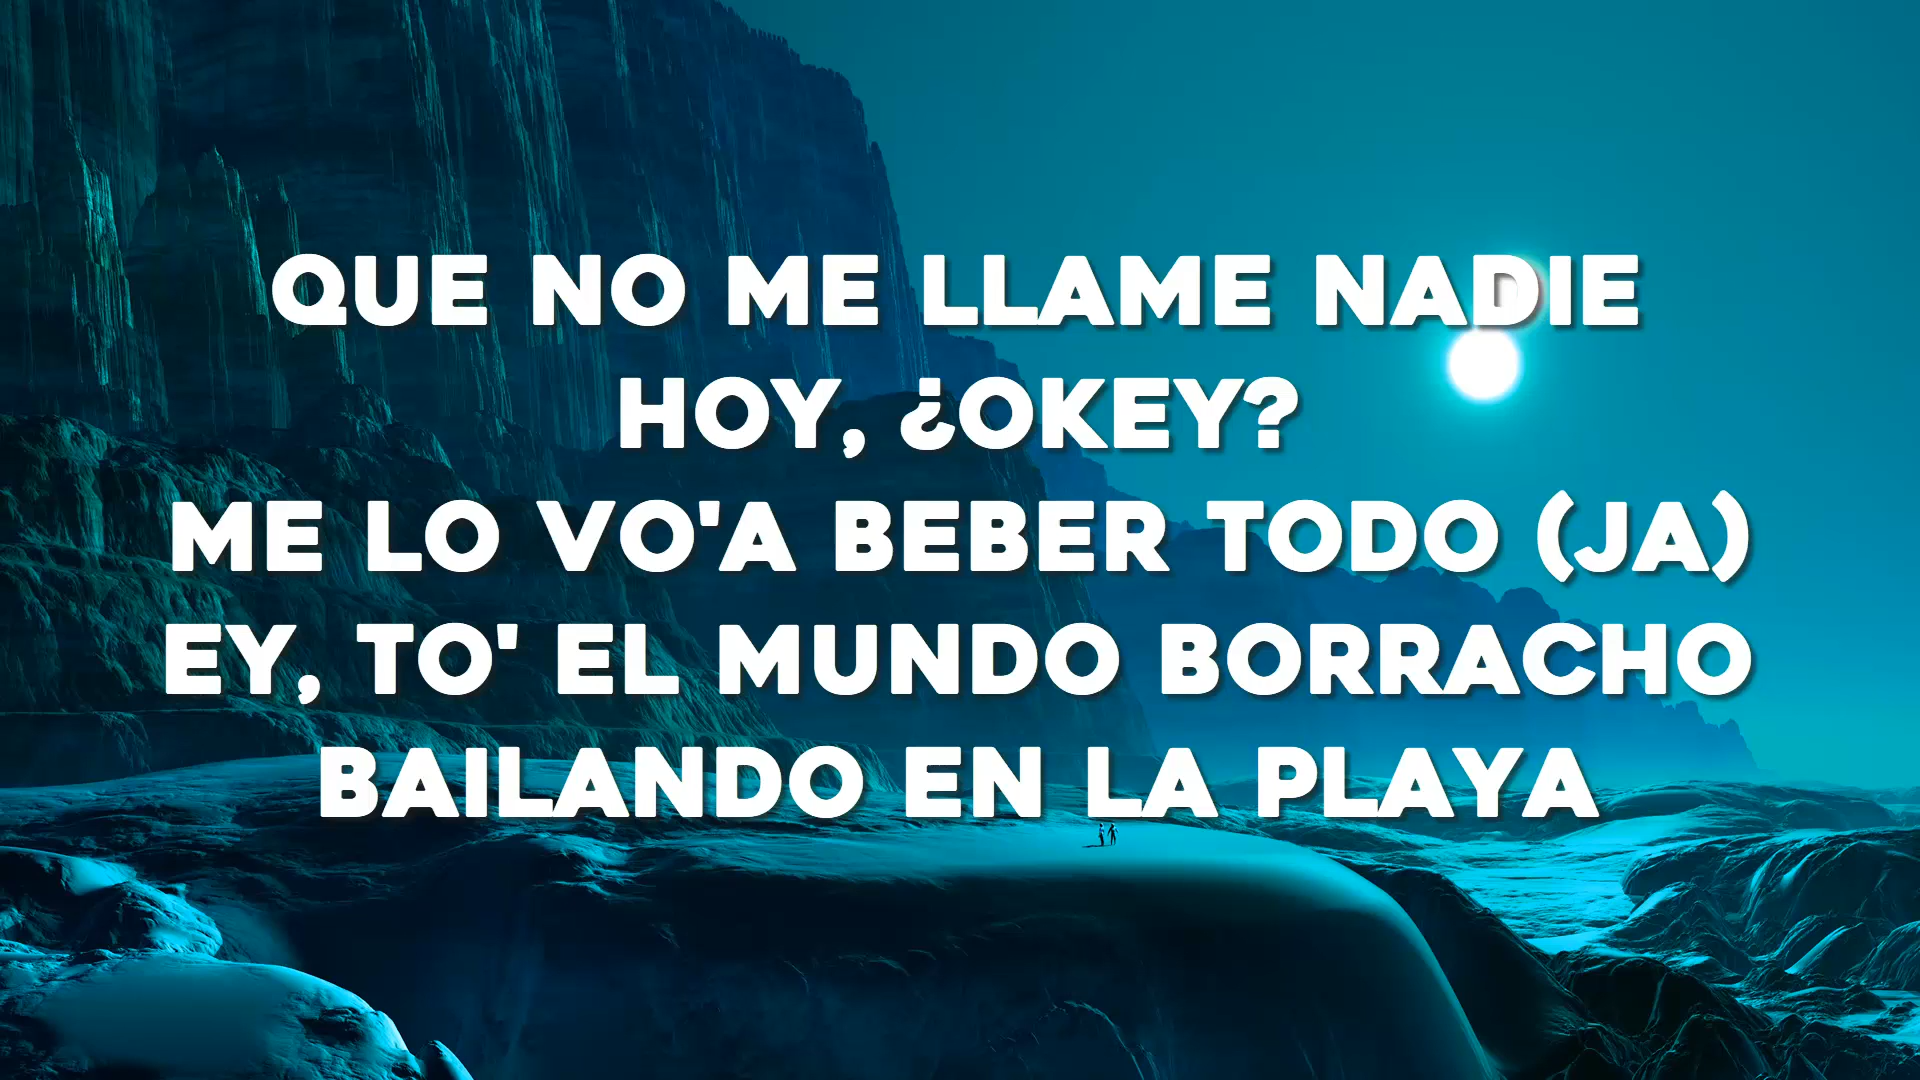 QUE NO ME LLAME NADIE
HOY, ¿OKEY?
ME LO VO'A BEBER TODO (JA)
EY, TO' EL MUNDO BORRACHO
BAILANDO EN LA PLAYA